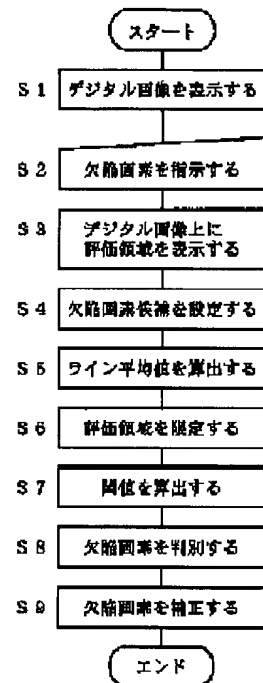 スタート
S1 デジタル画像を表示する
S2 欠陥画素を指示する
S3 デジタル画像上に
評価領域を表示する
S4 欠陥画素候補を設定する
S5 ライン平均値を算出する
S6 評価領域を限定する
S7 閾値を算出する
S8 欠陥画素を判別する
S9 欠陥画素を補正する
エンド